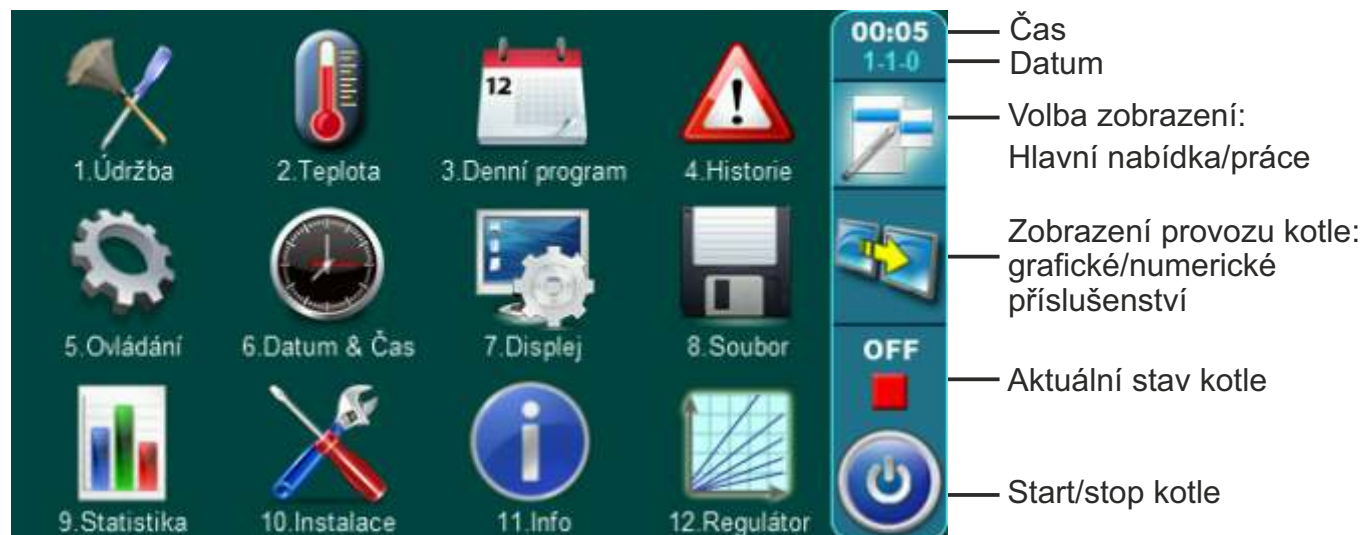 00:05
1-1-0
Čas
Datum
12
1.Údržba
2.Teplota
3.Denní program
4.Historie
Volba zobrazení:
Hlavní nabídka/práce
Zobrazení provozu kotle:
grafické/numerické
příslušenství
5.Ovládání
6.Datum & Čas
7.Displej
8.Soubor
OFF
Aktuální stav kotle
9.Statistika
10.Instalace
11.Info
12.Regulátor
Start/stop kotle